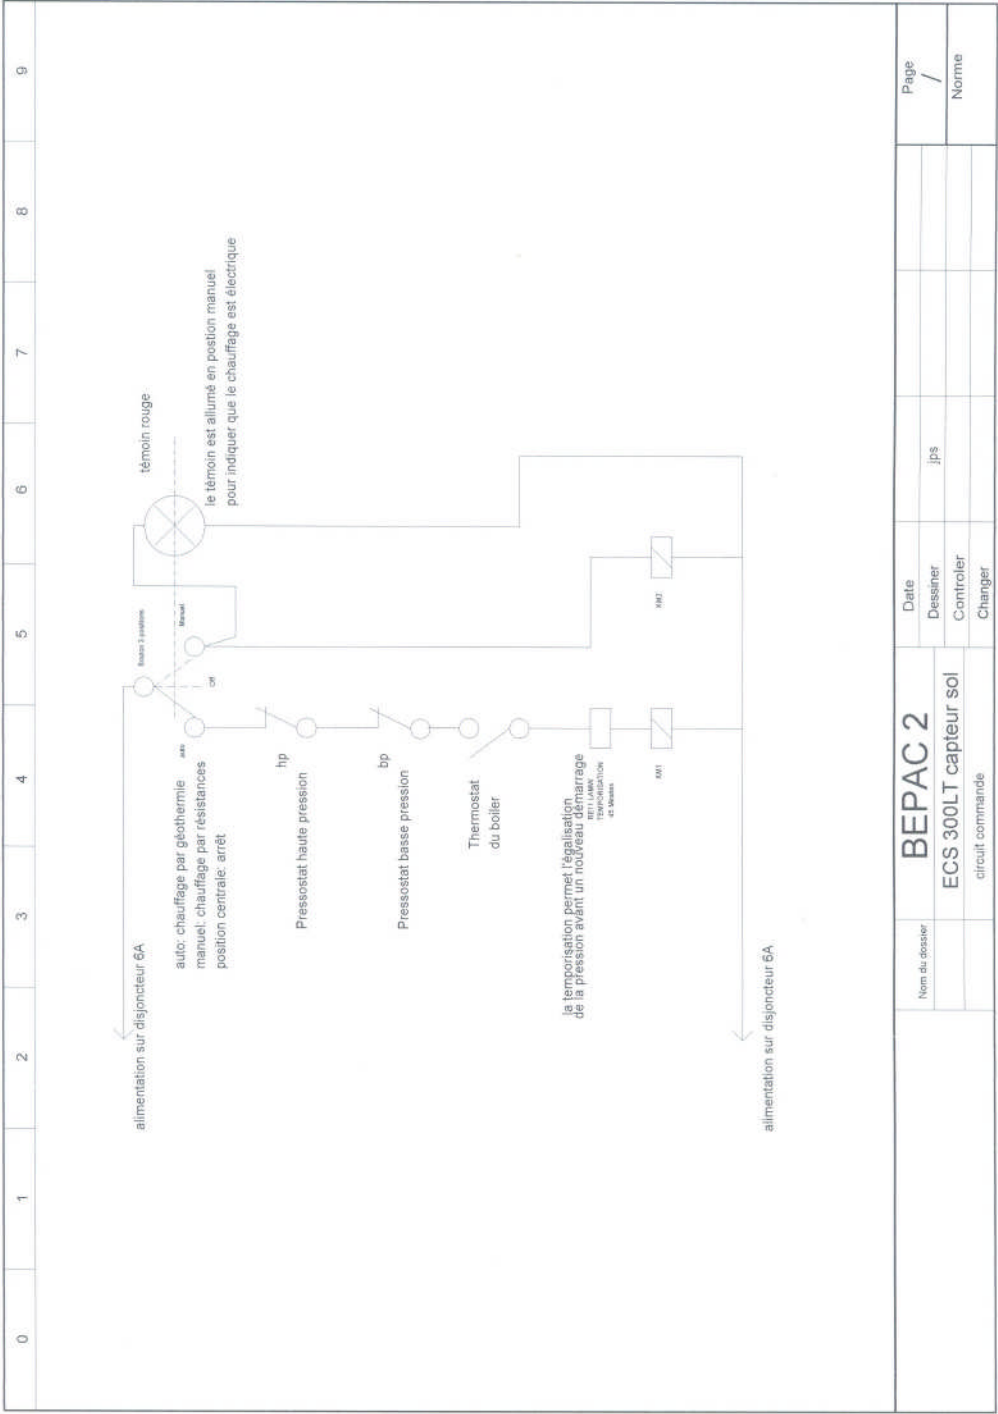 0 1 2 3 4 5 6 7 8 9
alimentation sur disjoncteur 6A
auto: chauffage par géothermie
manuel: chauffage par résistances
position centrale: arrêt
auto
Off
Manuel
témoin rouge
le témoin est allumé en postion manuel
pour indiquer que le chauffage est électrique
hp
Pressostat haute pression
bp
Pressostat basse pression
Thermostat
du boiler
la temporisation permet l'égalisation
de la pression avant un nouveau démarrage
TEMPORISATION
KM1
KM2
alimentation sur disjoncteur 6A
Nom du dossier
BEPAC 2
ECS 300LT capteur sol
circuit commande
Date
Dessiner
jps
Controler
Changer
Page
/
Norme